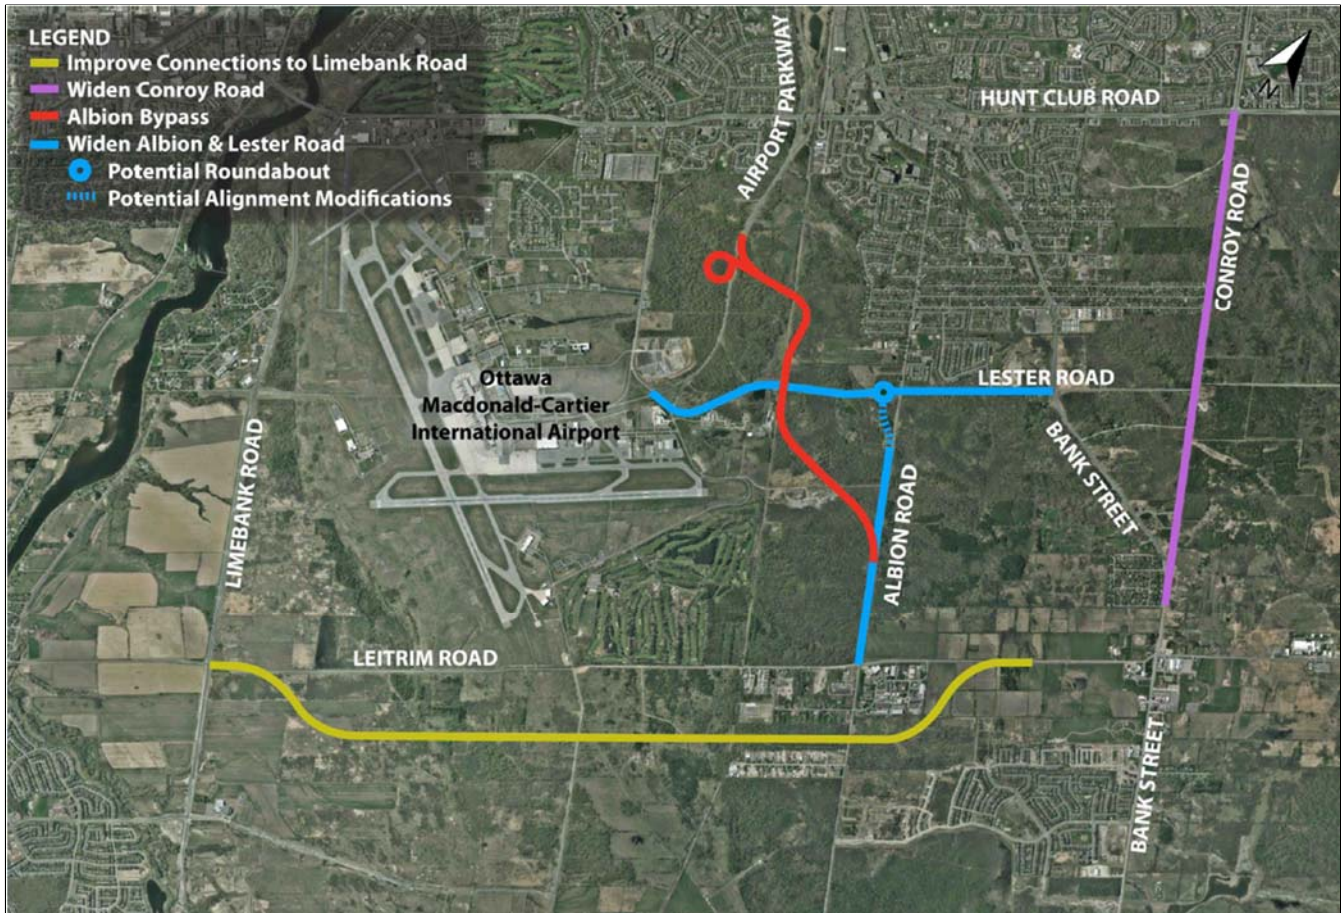 LEGEND
Improve Connections to Limebank Road
Widen Conroy Road
Albion Bypass
Widen Albion & Lester Road
Potential Roundabout
Potential Alignment Modifications
AIRPORT PARKWAY
HUNT CLUB ROAD
N
CONROY ROAD
LESTER ROAD
Ottawa
Macdonald-Cartier
International Airport
BANK STREET
LIMEBANK ROAD
ALBION ROAD
LEITRIM ROAD
BANK STREET